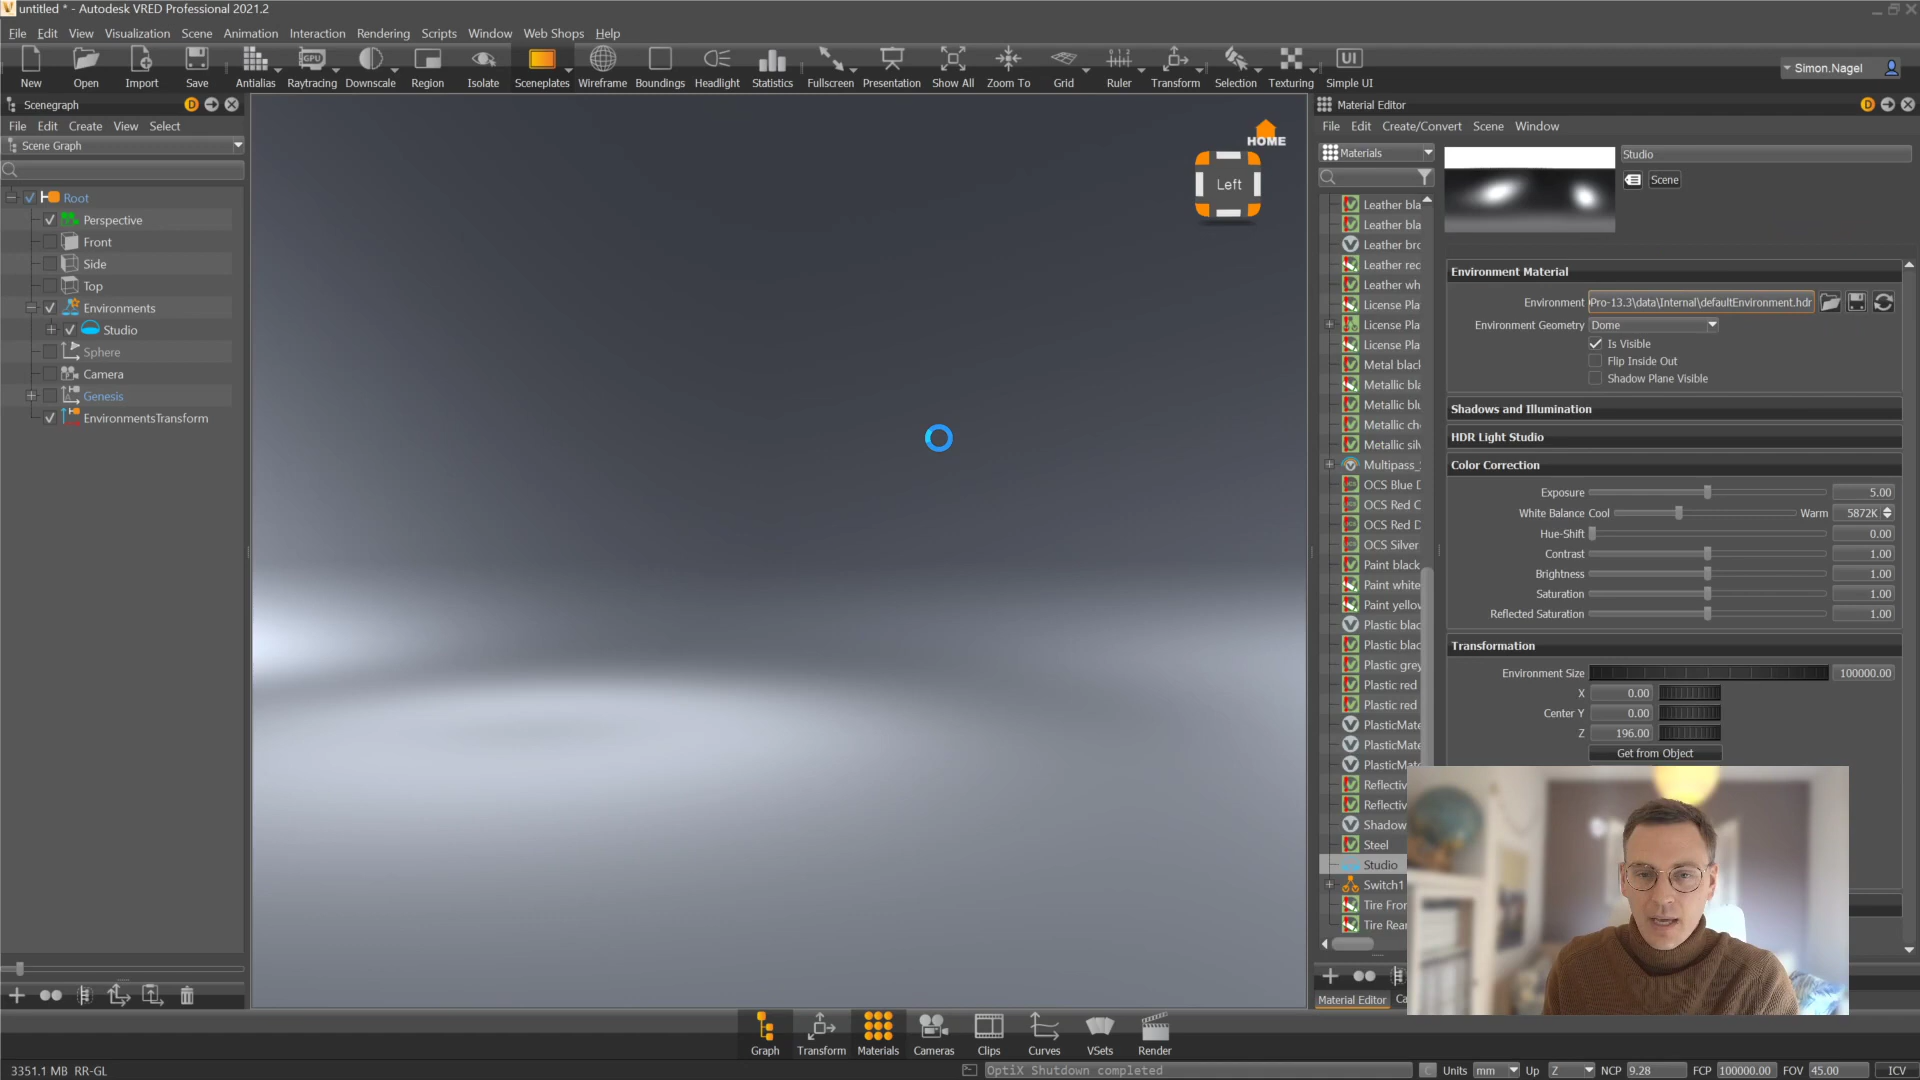 untitled * - Autodesk VRED Professional 2021.2
File Edit View Visualization Scene Animation Interaction Rendering Scripts Window Web Shops Help
New Open Import Save Antialias Raytracing Downscale Region Isolate Sceneplates Wireframe Boundings Headlight Statistics Fullscreen Presentation Show All Zoom To Grid Ruler Transform Selection Texturing Simple UI
GPU
UI
Simon.Nagel
Scenegraph
File Edit Create View Select
Scene Graph
Root
Perspective
Front
Side
Top
Environments
Studio
Sphere
Camera
Genesis
EnvironmentsTransform
HOME
Left
Material Editor
File Edit Create/Convert Scene Window
Materials
Leather bla
Leather bla
Leather bro
Leather rec
Leather wh
License Pla
License Pla
License Pla
Metal black
Metallic bla
Metallic blu
Metallic che
Metallic silv
Multipass_
OCS Blue D
OCS Red C
OCS Red D
OCS Silver
Paint black
Paint white
Paint yellov
Plastic blac
Plastic blac
Plastic grey
Plastic red
Plastic red
PlasticMate
PlasticMate
PlasticMate
Reflectiv
Reflectiv
Shadow
Steel
Studio
Switch1
Tire Fror
Tire Rear
Material Editor
Studio
Scene
Environment Material
Environment Pro-13.3\data\Internal\defaultEnvironment.hdr
Environment Geometry Dome
Is Visible
Flip Inside Out
Shadow Plane Visible
Shadows and Illumination
HDR Light Studio
Color Correction
Exposure 5.00
White Balance Cool Warm 5872K
Hue-Shift 0.00
Contrast 1.00
Brightness 1.00
Saturation 1.00
Reflected Saturation 1.00
Transformation
Environment Size 100000.00
X 0.00
Center Y 0.00
Z 196.00
Get from Object
Graph Transform Materials Cameras Clips Curves VSets Render
3351.1 MB RR-GL
OptiX Shutdown completed
C Units mm Up Z NCP 9.28 FCP 100000.00 FOV 45.00 ICV